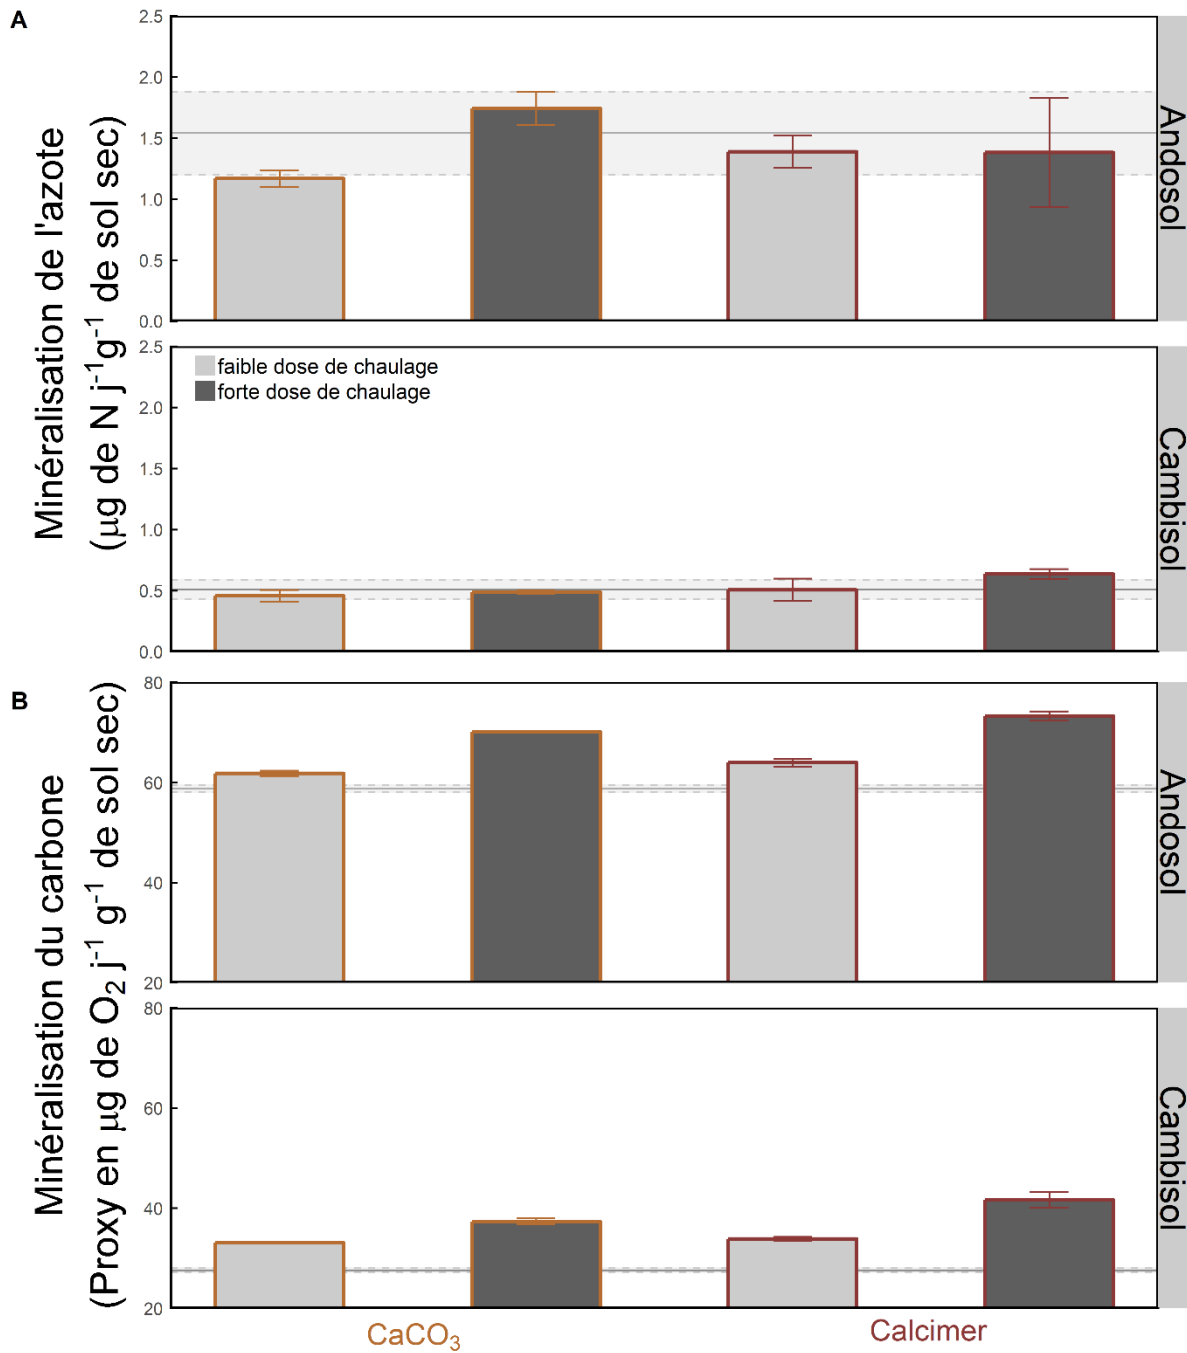 A
Minéralisation de l'azote
(μg de N j⁻¹g⁻¹ de sol sec)
2.5
2.0
1.5
1.0
0.5
0.0
Andosol
2.5
2.0
1.5
1.0
0.5
0.0
faible dose de chaulage
forte dose de chaulage
Cambisol
B
Minéralisation du carbone
(Proxy en μg de O₂ j⁻¹ g⁻¹ de sol sec)
80
60
40
20
Andosol
80
60
40
20
Cambisol
CaCO₃
Calcimer